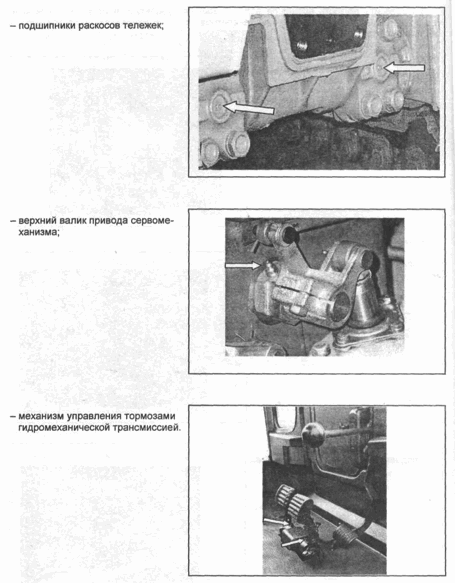 – подшипники раскосов тележек;
– верхний валик привода сервоме-
ханизма;
– механизм управления тормозами
гидромеханической трансмиссией.